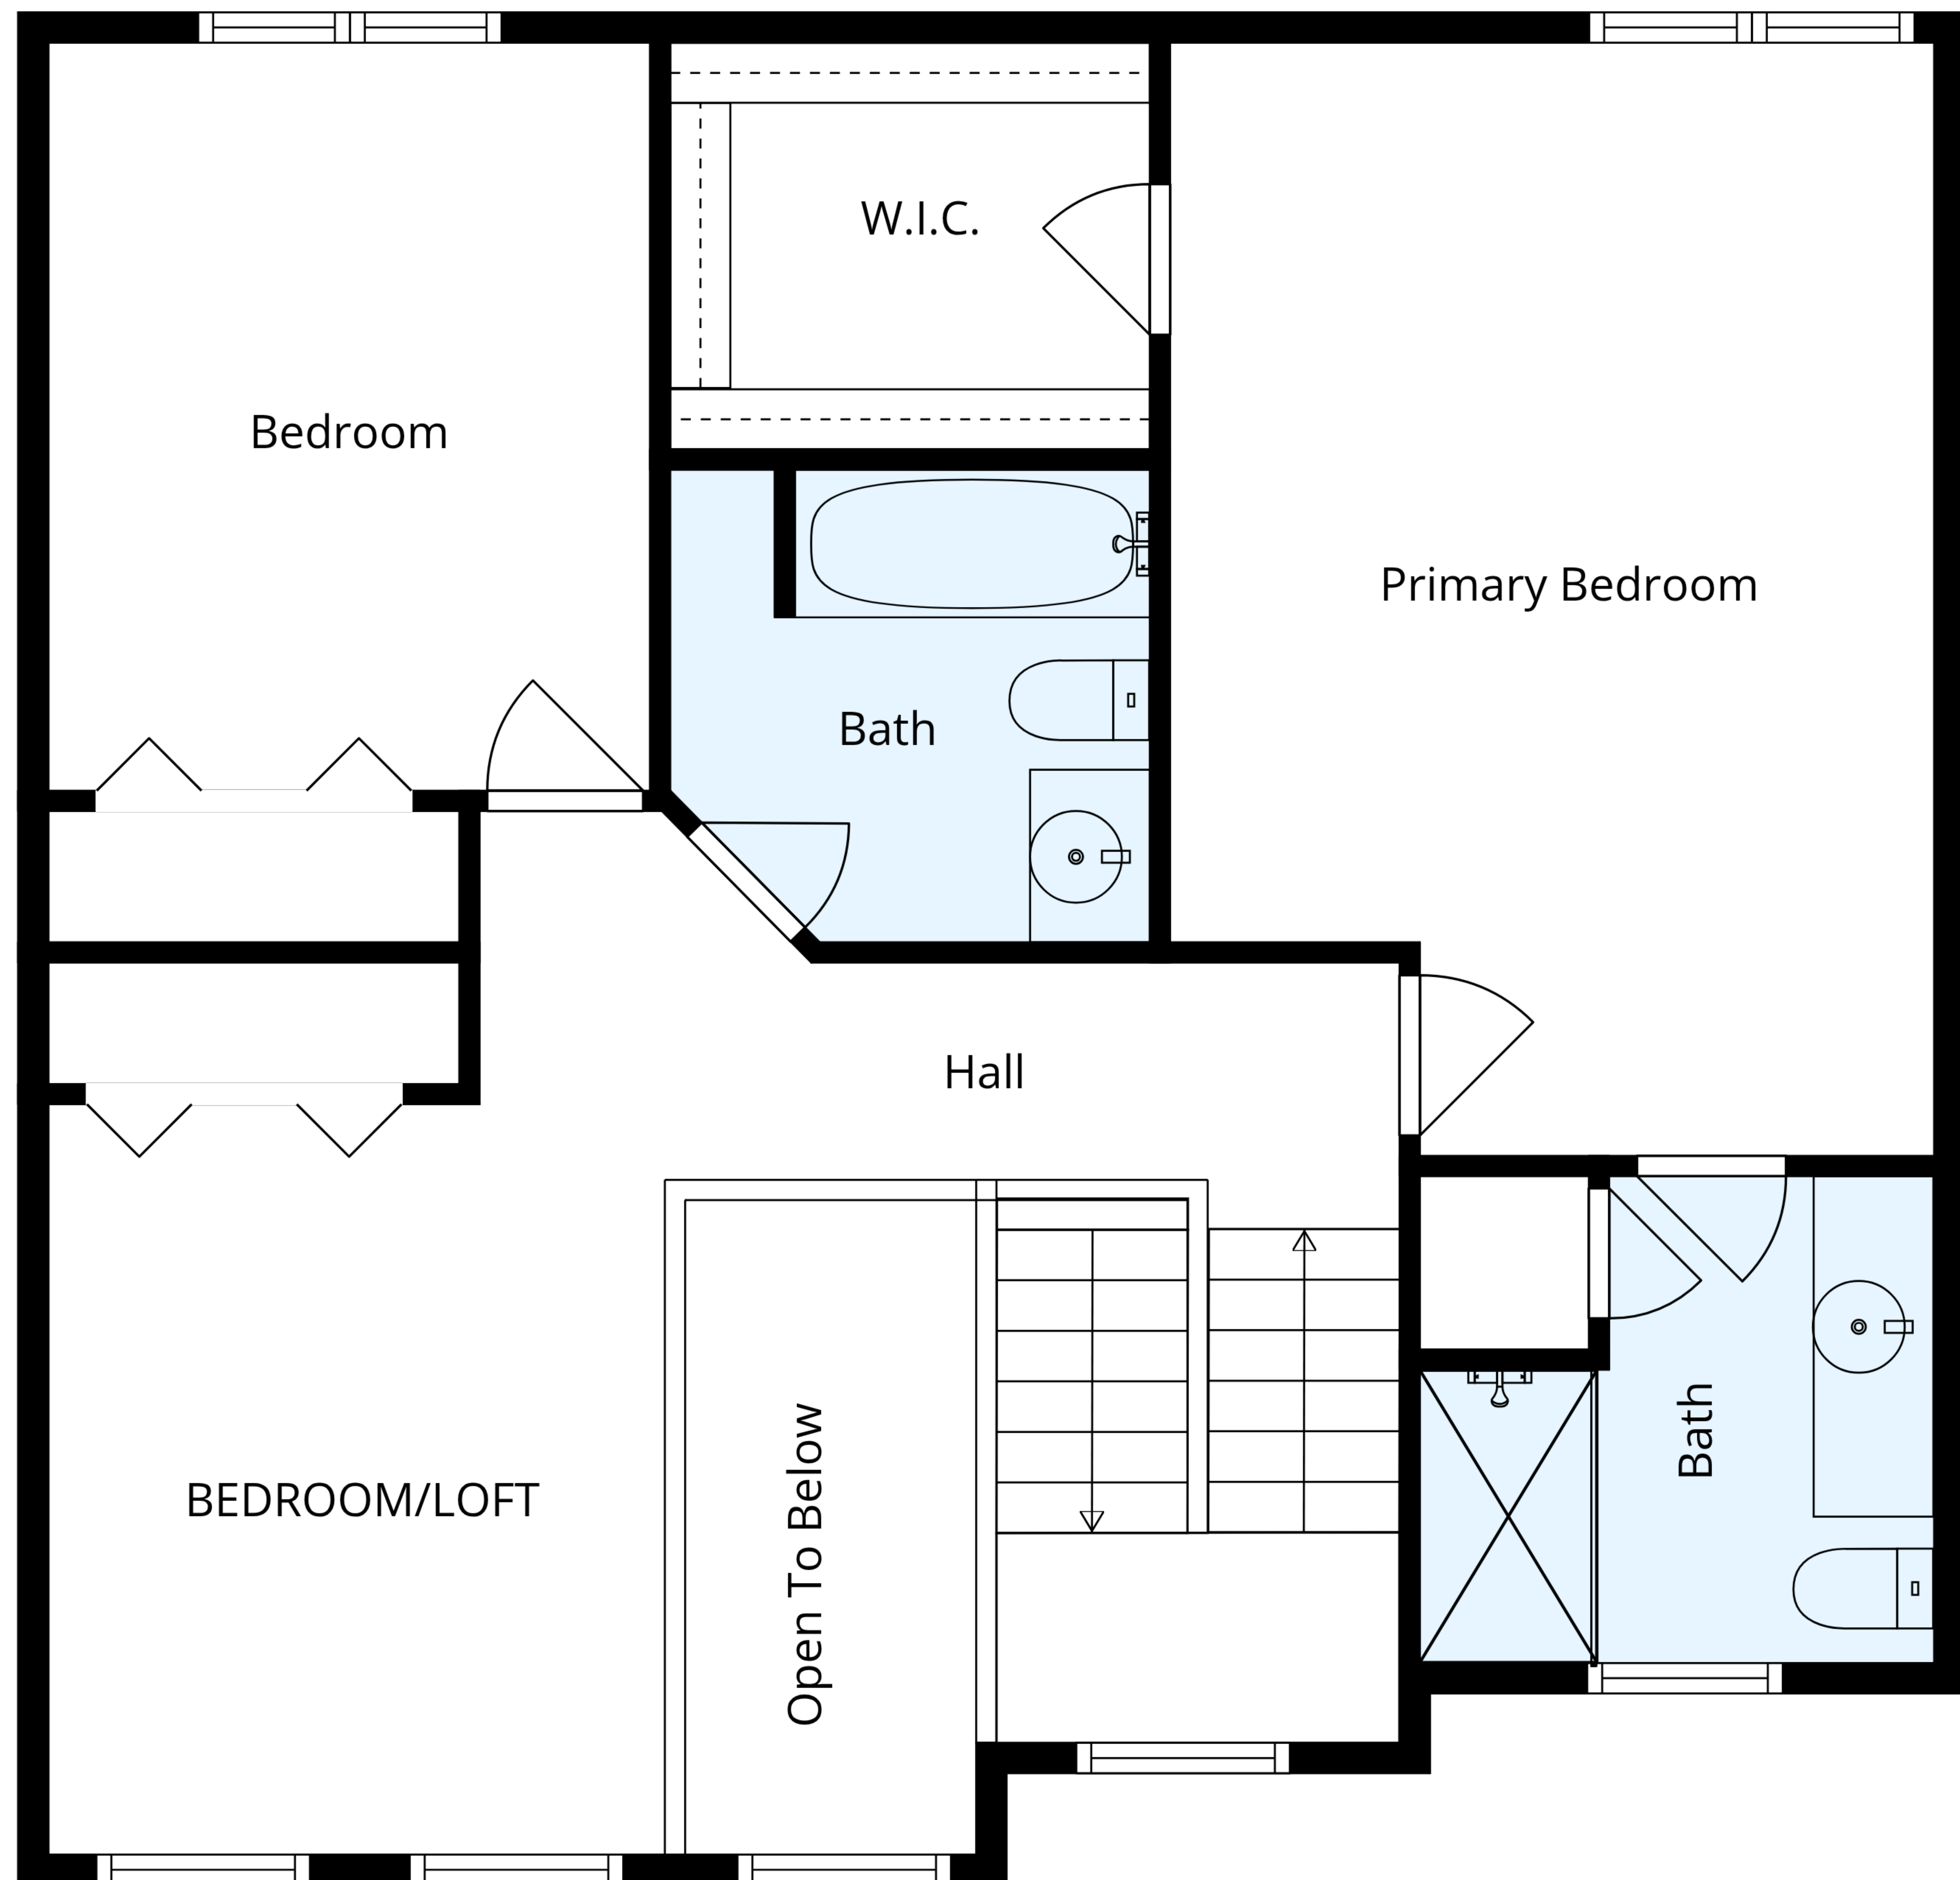 W.I.C.
Bedroom
Primary Bedroom
Bath
Hall
Bath
BEDROOM/LOFT
Open To Below